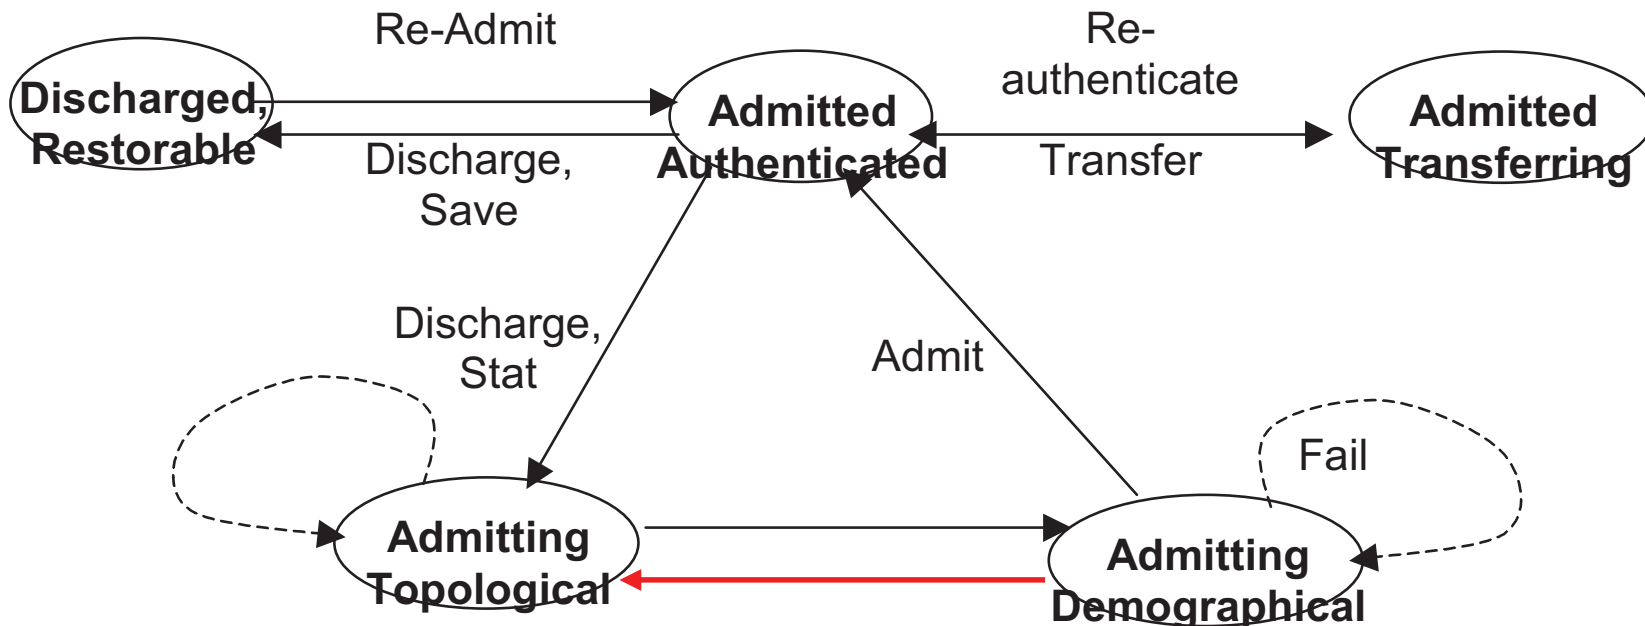 Re-Admit
Re-
authenticate
Discharged,
Restorable
Admitted
Authenticated
Admitted
Transferring
Discharge,
Save
Transfer
Discharge,
Stat
Admit
Fail
Admitting
Topological
Admitting
Demographical